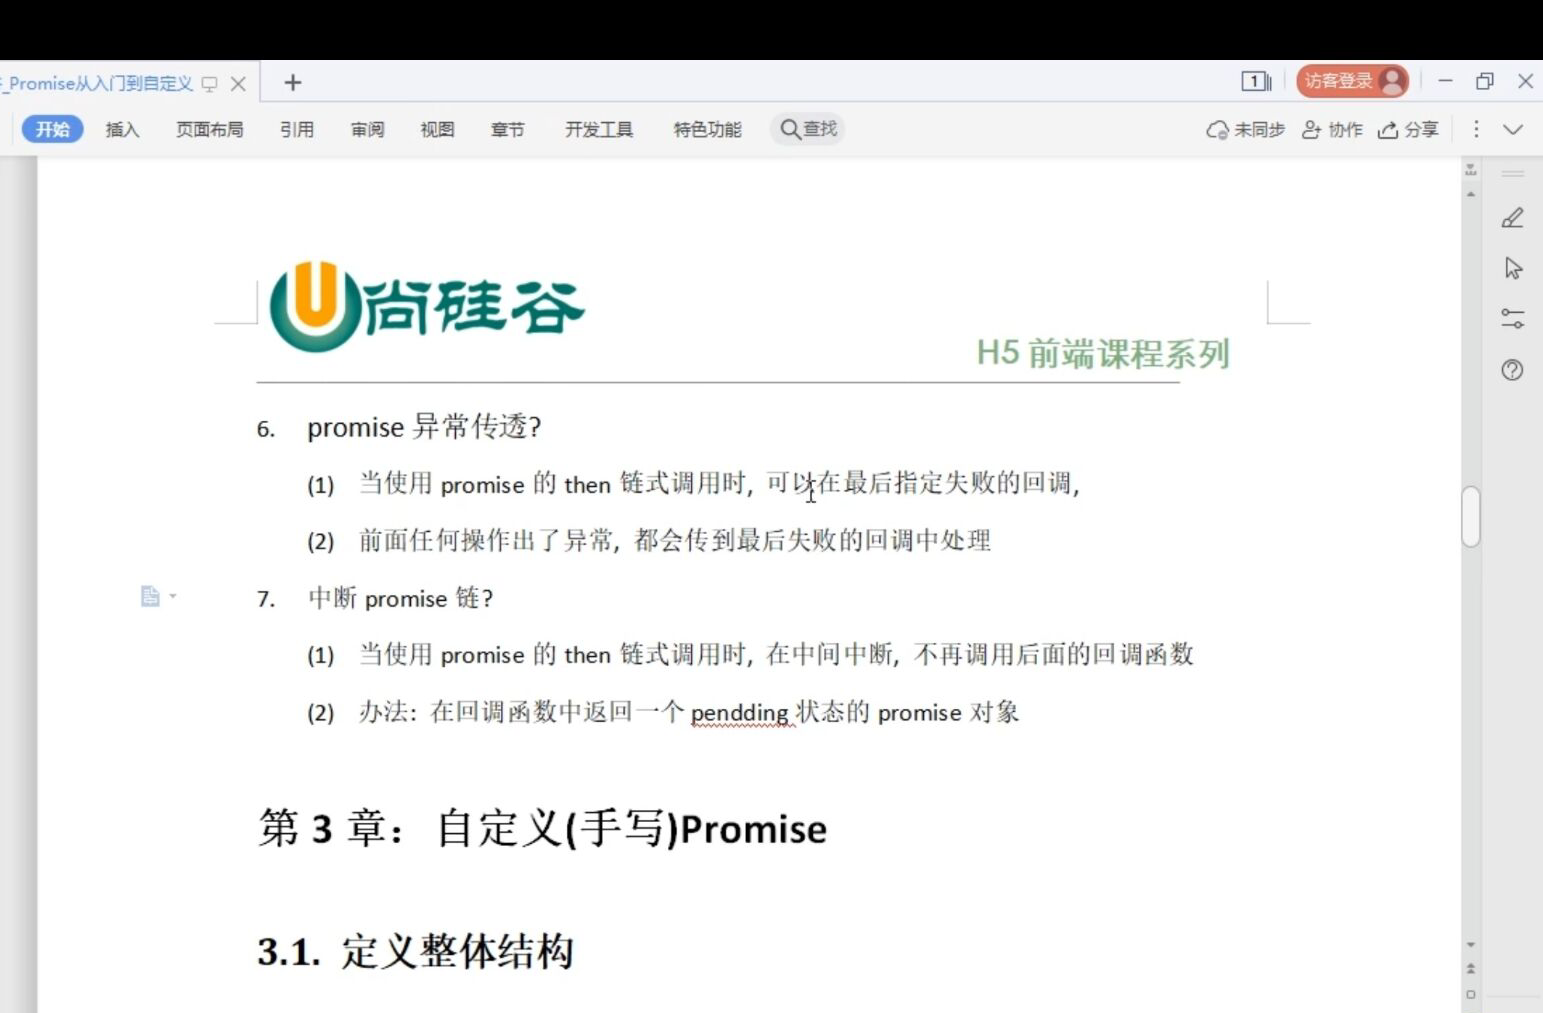 _Promise从入门到自定义
1
访客登录
开始 插入 页面布局 引用 审阅 视图 章节 开发工具 特色功能 查找 未同步 协作 分享
尚硅谷
H5 前端课程系列
6. promise 异常传透?
(1) 当使用 promise 的 then 链式调用时, 可以在最后指定失败的回调,
(2) 前面任何操作出了异常, 都会传到最后失败的回调中处理
7. 中断 promise 链?
(1) 当使用 promise 的 then 链式调用时, 在中间中断, 不再调用后面的回调函数
(2) 办法: 在回调函数中返回一个 pendding 状态的 promise 对象
第 3 章：自定义(手写)Promise
3.1. 定义整体结构